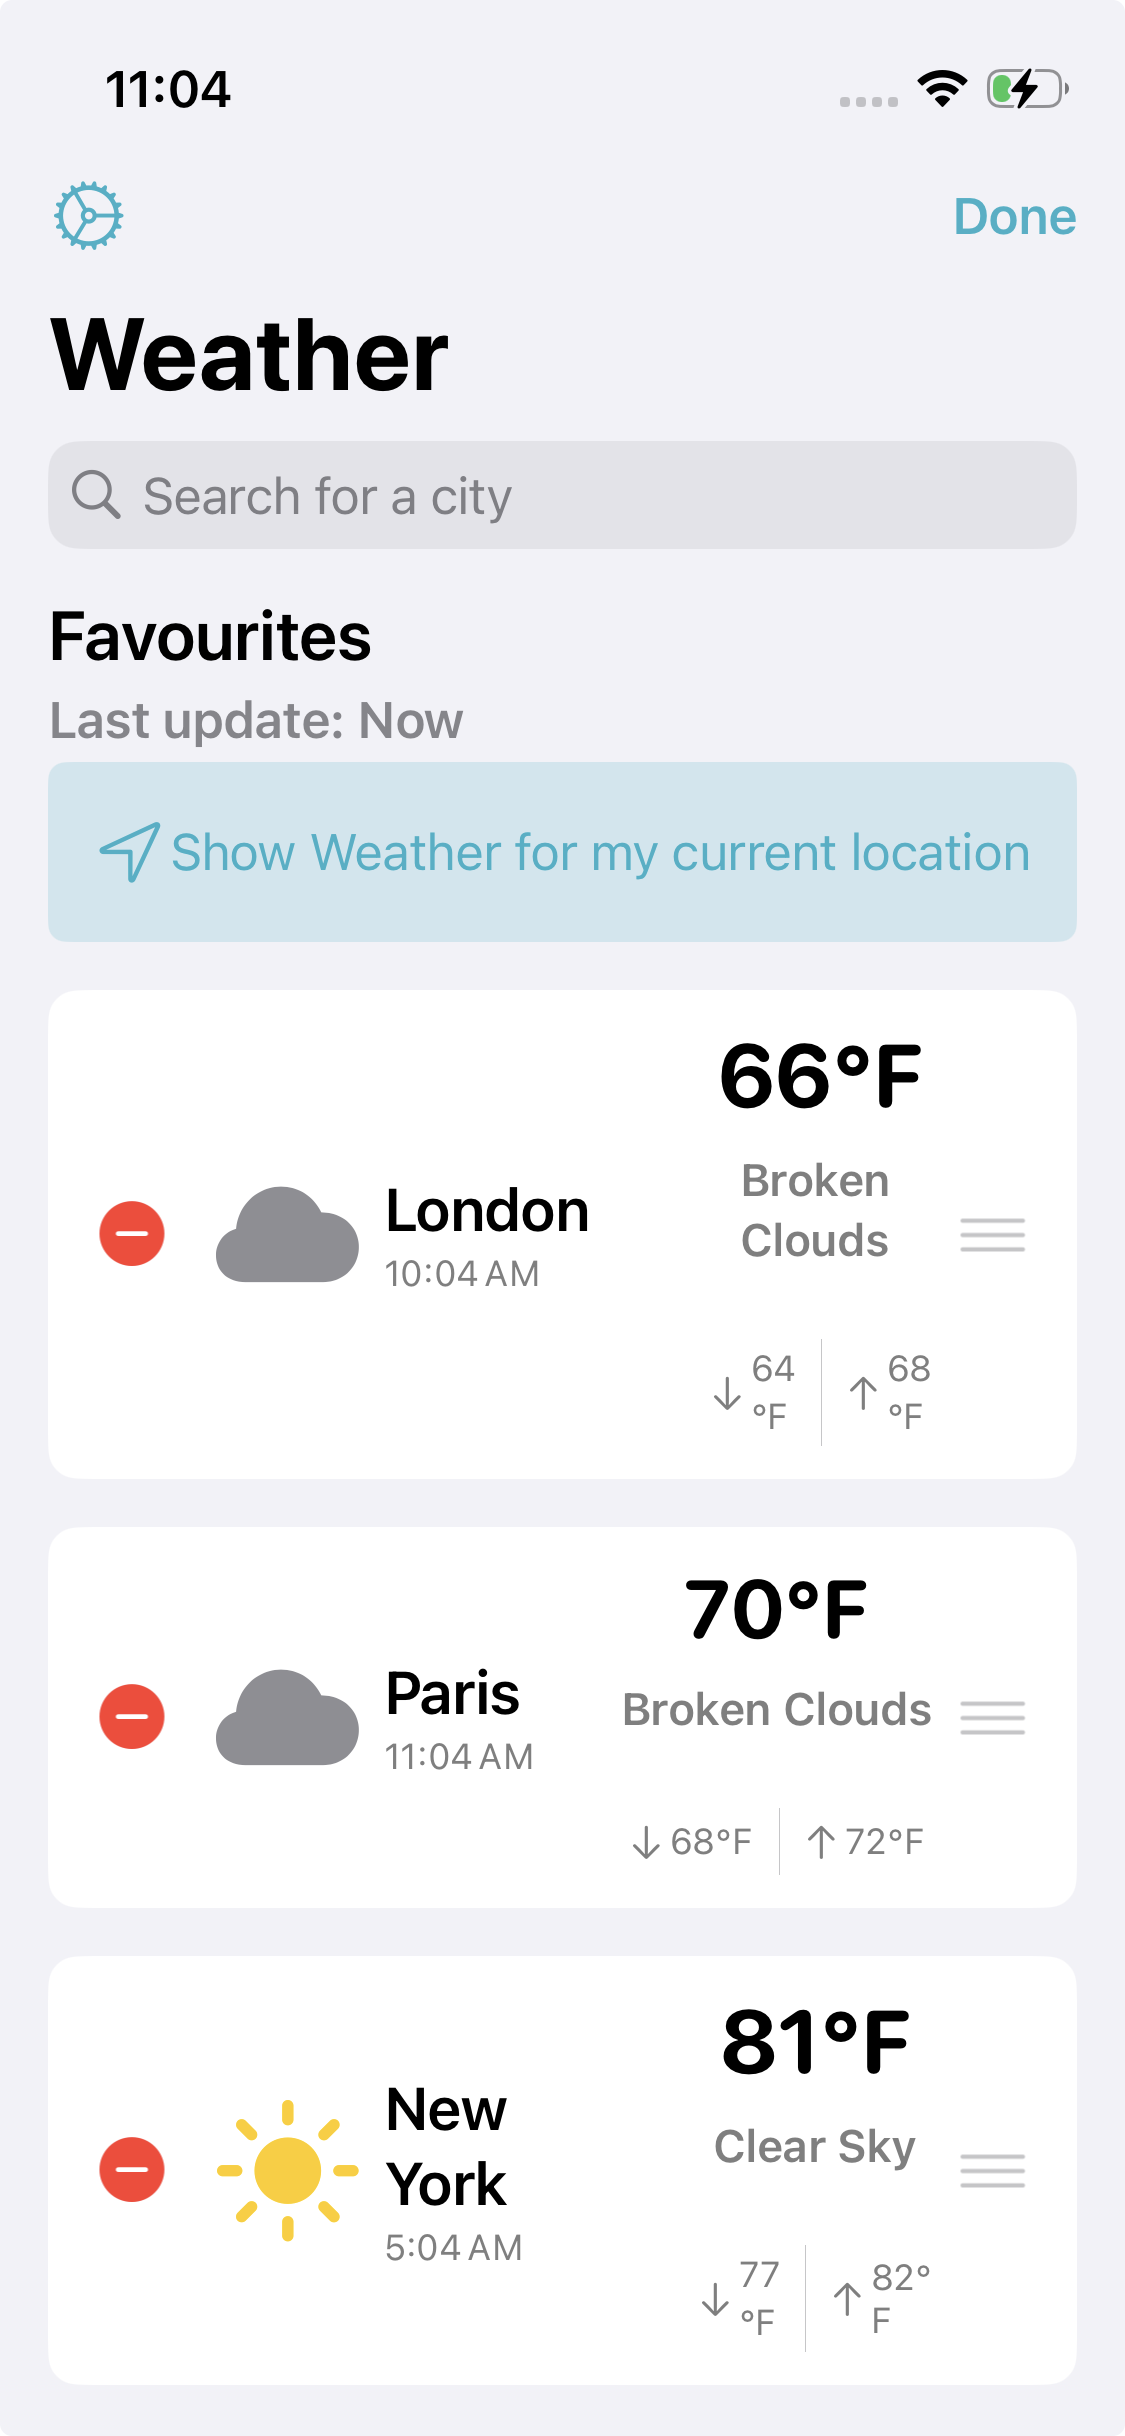 11:04
Done
Weather
Search for a city
Favourites
Last update: Now
Show Weather for my current location
66°F
London
10:04 AM
Broken
Clouds
64
°F
68
°F
70°F
Paris
11:04 AM
Broken Clouds
68°F
72°F
81°F
New
York
5:04 AM
Clear Sky
77
°F
82°
F